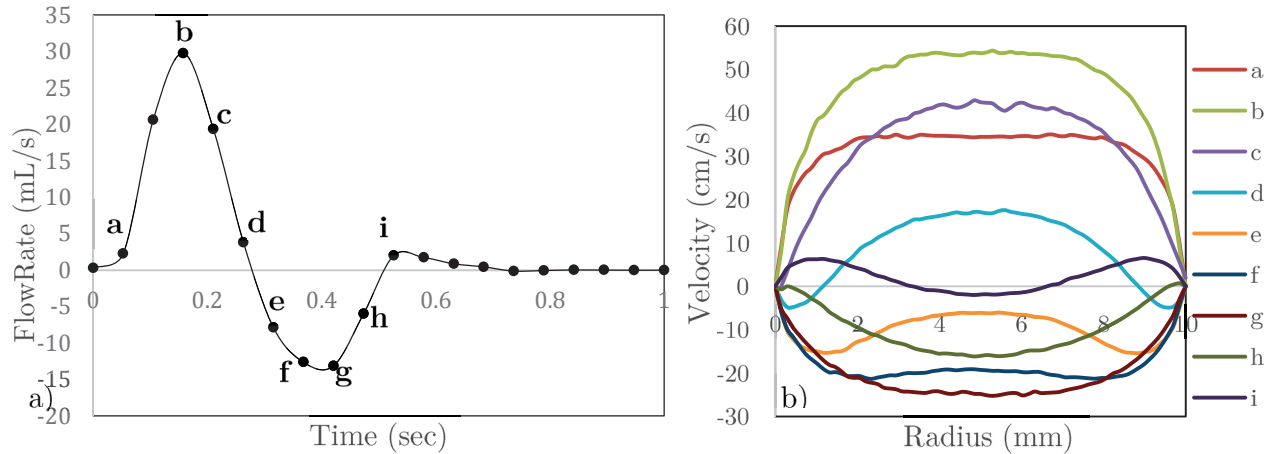 35
30
25
20
15
10
5
0
-5
-10
-15
-20
FlowRate (mL/s)
0
0.2
0.4
0.6
0.8
1
Time (sec)
a
b
c
d
e
f
g
h
i
a)
60
50
40
30
20
10
0
-10
-20
-30
Velocity (cm/s)
0
2
4
6
8
10
Radius (mm)
b)
a
b
c
d
e
f
g
h
i